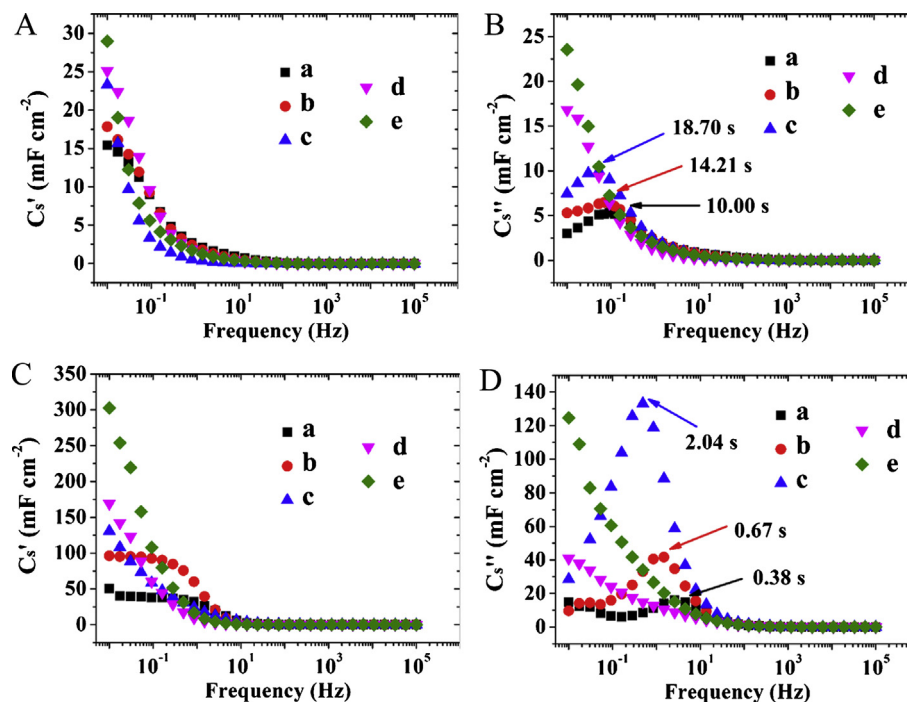 A
Cs' (mF cm-2)
30
25
20
15
10
5
0
a
b
c
d
e
10-1
101
103
105
Frequency (Hz)
B
Cs'' (mF cm-2)
25
20
15
10
5
0
a
b
c
d
e
18.70 s
14.21 s
10.00 s
10-1
101
103
105
Frequency (Hz)
C
Cs' (mF cm-2)
350
300
250
200
150
100
50
0
a
b
c
d
e
10-1
101
103
105
Frequency (Hz)
D
Cs'' (mF cm-2)
140
120
100
80
60
40
20
0
a
b
c
d
e
2.04 s
0.67 s
0.38 s
10-1
101
103
105
Frequency (Hz)